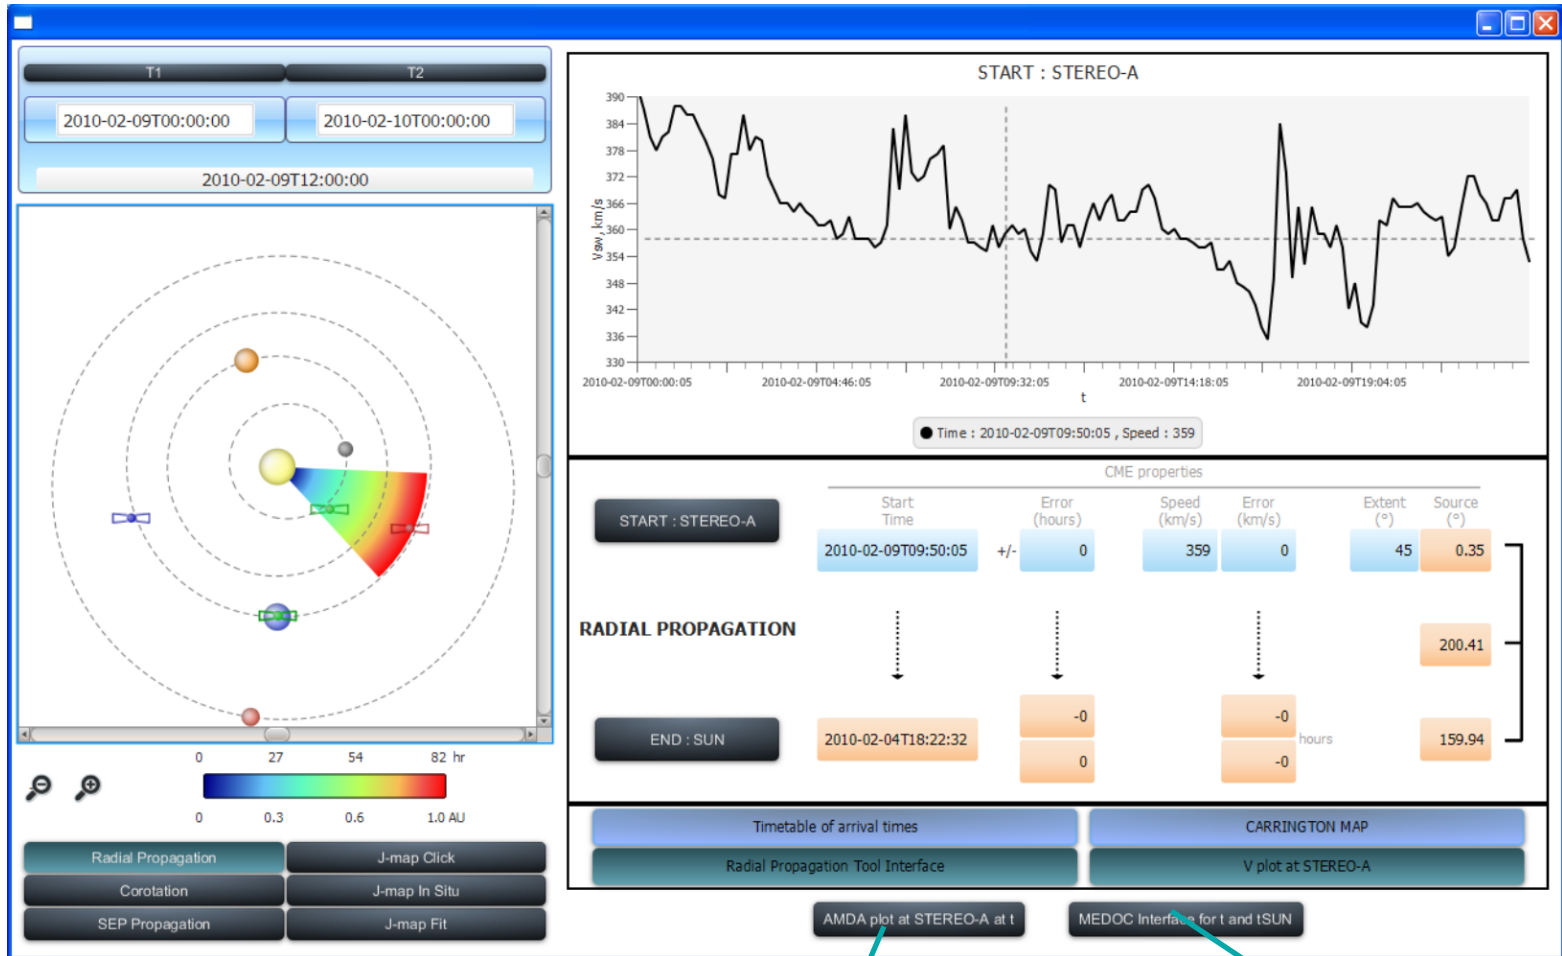 T1 T2
2010-02-09T00:00:00 2010-02-10T00:00:00
2010-02-09T12:00:00
0 27 54 82 hr
0 0.3 0.6 1.0 AU
Radial Propagation J-map Click
Corotation J-map In Situ
SEP Propagation J-map Fit
START : STEREO-A
390
384
378
372
366
360
354
348
342
336
330
Vsw, km/s
2010-02-09T00:00:05 2010-02-09T04:46:05 2010-02-09T09:32:05 2010-02-09T14:18:05 2010-02-09T19:04:05
t
Time : 2010-02-09T09:50:05 , Speed : 359
CME properties
Start Error Speed Error Extent Source
Time (hours) (km/s) (km/s) (°) (°)
START : STEREO-A 2010-02-09T09:50:05 +/- 0 359 0 45 0.35
RADIAL PROPAGATION 200.41
-0 -0
END : SUN 2010-02-04T18:22:32 hours 159.94
0 -0
Timetable of arrival times CARRINGTON MAP
Radial Propagation Tool Interface V plot at STEREO-A
AMDA plot at STEREO-A at t MEDOC Interface for t and tSUN